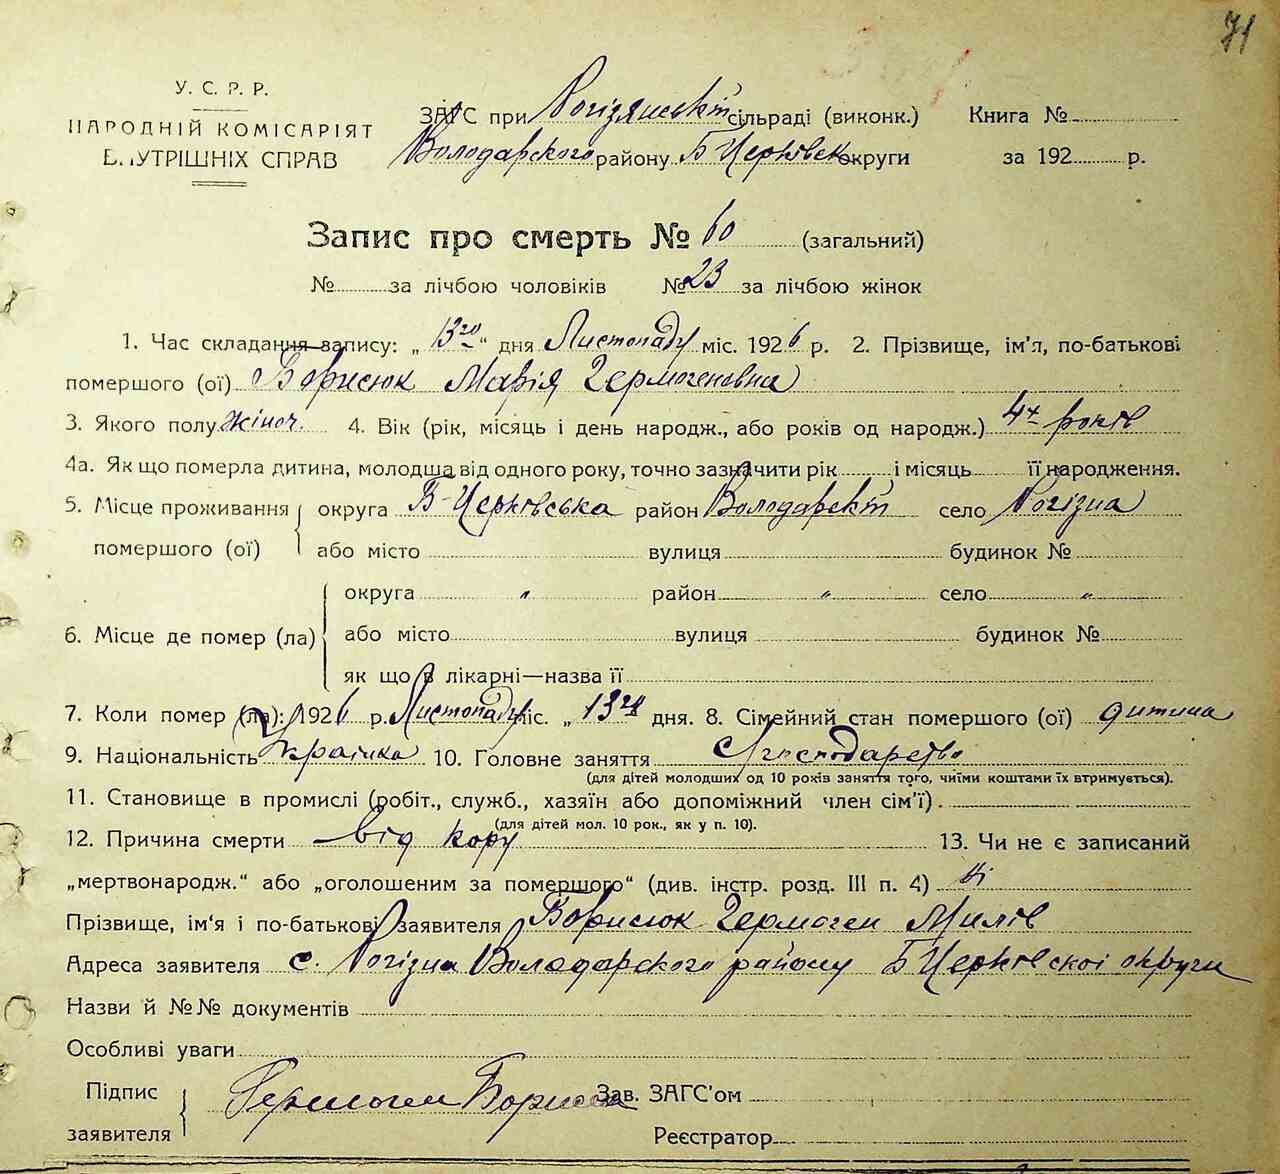 71
У. С. Р. Р.
НАРОДНІЙ КОМІСАРІЯТ
ВНУТРІШНІХ СПРАВ
ЗАГС при Рогізянській сільраді (виконк.) Книга №
Володарского району Б Церківск округи за 192 р.
Запис про смерть № 60 (загальний)
№ за лічбою чоловіків № 23 за лічбою жінок
1. Час складання запису: „13го“ дня Листопаду міс. 1926 р. 2. Прізвище, ім'я, по-батькові
помершого (ої) Борисюк Марія Гермогеновна
3. Якого полу жіноч. 4. Вік (рік, місяць і день народж., або років од народж.) 4х років
4а. Як що померла дитина, молодша від одного року, точно зазначити рік і місяць її народження.
5. Місце проживання округа Б-Церківська район Володарскій село Рогізна
помершого (ої) або місто вулиця будинок №
округа " район " село "
6. Місце де помер (ла) або місто вулиця будинок №
як що в лікарні—назва її
7. Коли помер (ла): 1926 р. Листопаду міс. „13го дня. 8. Сімейний стан помершого (ої) дитина
9. Національність Українка 10. Головне заняття С/господарство
(для дітей молодших од 10 років заняття того, чиїми коштами їх втримується).
11. Становище в промислі (робіт., служб., хазяїн або допоміжний член сім'ї).
(для дітей мол. 10 рок., як у п. 10).
12. Причина смерти від кору 13. Чи не є записаний
„мертвонародж.“ або „оголошеним за помершого“ (див. інстр. розд. III п. 4) Ні
Прізвище, ім'я і по-батькові заявителя Борисюк Гермоген Милів
Адреса заявителя с. Рогізна Володарского району Б Церківскої округи
Назви й №№ документів
Особливі уваги
Підпис заявителя Гермоген Борисюк Зав. ЗАГС'ом
Реєстратор